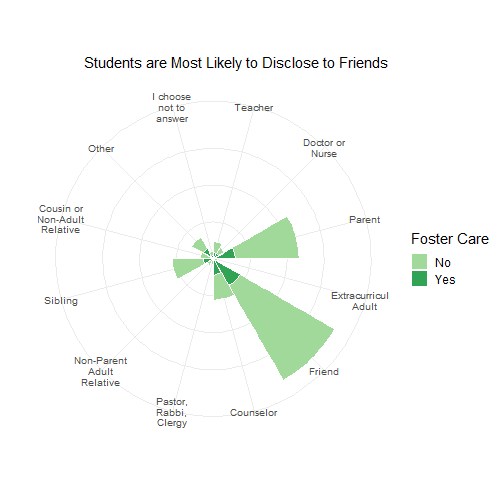 Students are Most Likely to Disclose to Friends
I choose
not to
answer
Teacher
Doctor or
Nurse
Parent
Extracurricul
Adult
Friend
Counselor
Pastor,
Rabbi,
Clergy
Non-Parent
Adult
Relative
Sibling
Cousin or
Non-Adult
Relative
Other
Foster Care
No
Yes